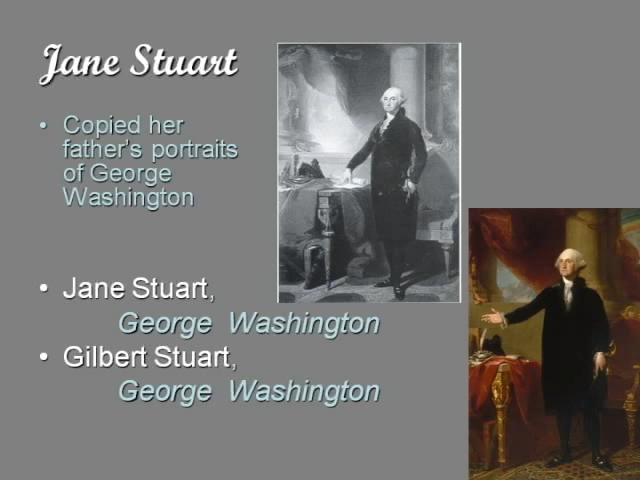 Jane Stuart
• Copied her
father's portraits
of George
Washington
• Jane Stuart,
George Washington
• Gilbert Stuart,
George Washington